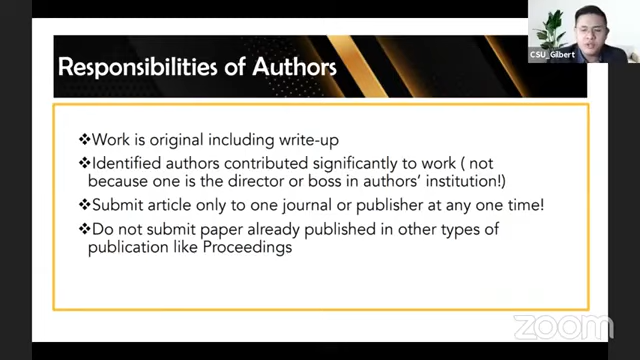 CSU_Gilbert
Responsibilities of Authors
❖Work is original including write-up
❖Identified authors contributed significantly to work ( not
because one is the director or boss in authors' institution!)
❖Submit article only to one journal or publisher at any one time!
❖Do not submit paper already published in other types of
publication like Proceedings
zoom